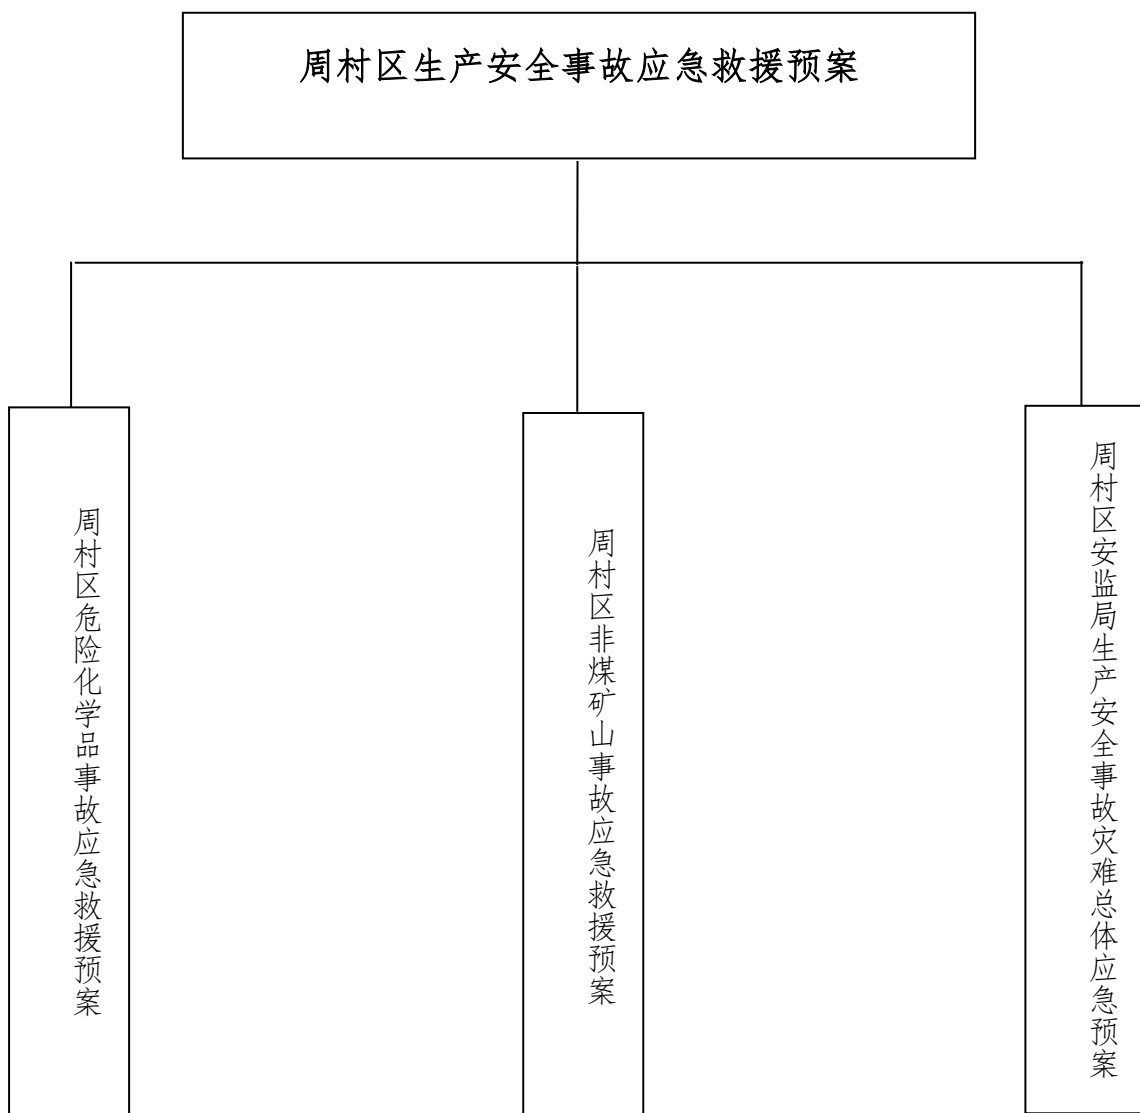 周村区生产安全事故应急救援预案
周村区危险化学品事故应急救援预案
周村区非煤矿山事故应急救援预案
周村区安监局生产安全事故灾难总体应急预案